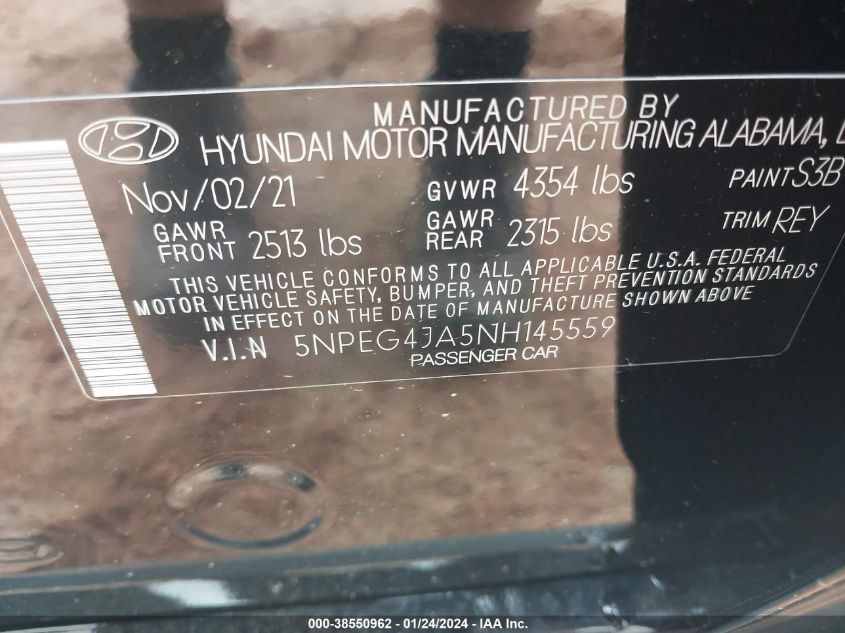 MANUFACTURED BY
HYUNDAI MOTOR MANUFACTURING ALABAMA,
Nov/02/21 GVWR 4354 lbs PAINT S3B
GAWR FRONT 2513 lbs GAWR REAR 2315 lbs TRIM REY
THIS VEHICLE CONFORMS TO ALL APPLICABLE U.S.A. FEDERAL
MOTOR VEHICLE SAFETY, BUMPER, AND THEFT PREVENTION STANDARDS
IN EFFECT ON THE DATE OF MANUFACTURE SHOWN ABOVE
V.I.N 5NPEG4JA5NH145559
PASSENGER CAR
000-38550962 - 01/24/2024 - IAA Inc.